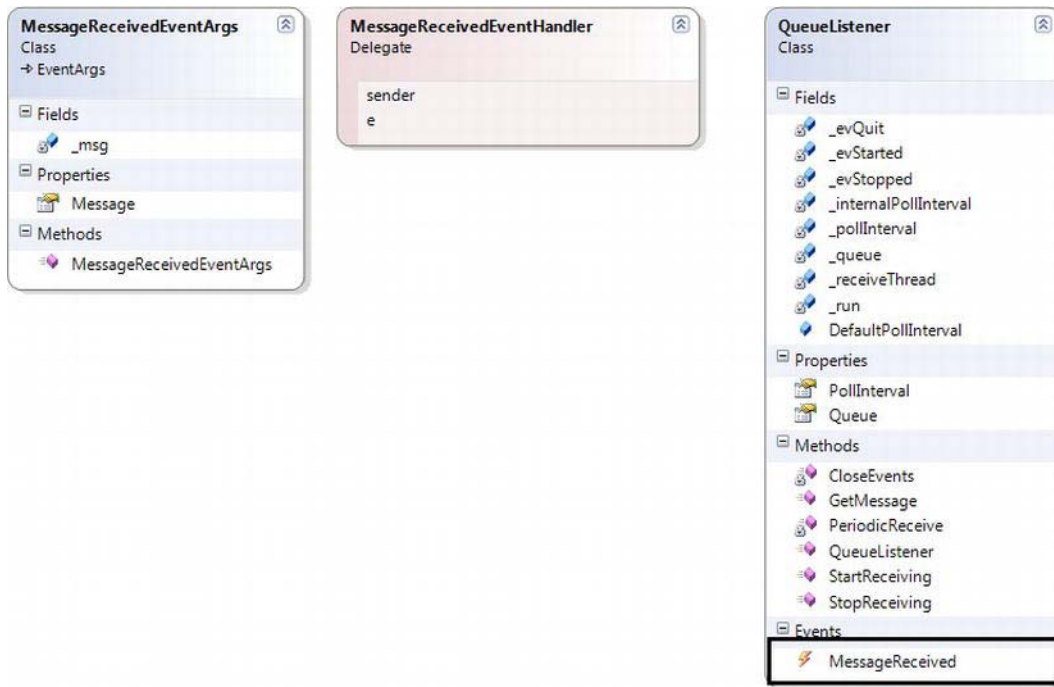 MessageReceivedEventArgs
Class
EventArgs
Fields
_msg
Properties
Message
Methods
MessageReceivedEventArgs
MessageReceivedEventHandler
Delegate
sender
e
QueueListener
Class
Fields
_evQuit
_evStarted
_evStopped
_internalPollInterval
_pollInterval
_queue
_receiveThread
_run
DefaultPollInterval
Properties
PollInterval
Queue
Methods
CloseEvents
GetMessage
PeriodicReceive
QueueListener
StartReceiving
StopReceiving
Events
MessageReceived